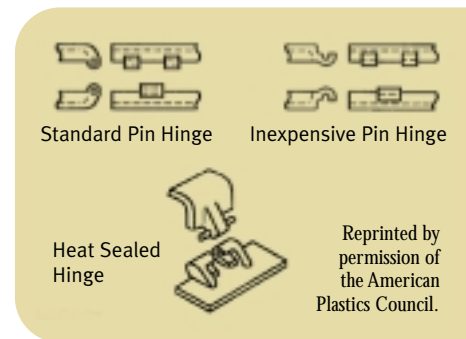 Standard Pin Hinge
Inexpensive Pin Hinge
Heat Sealed
Hinge
Reprinted by
permission of
the American
Plastics Council.